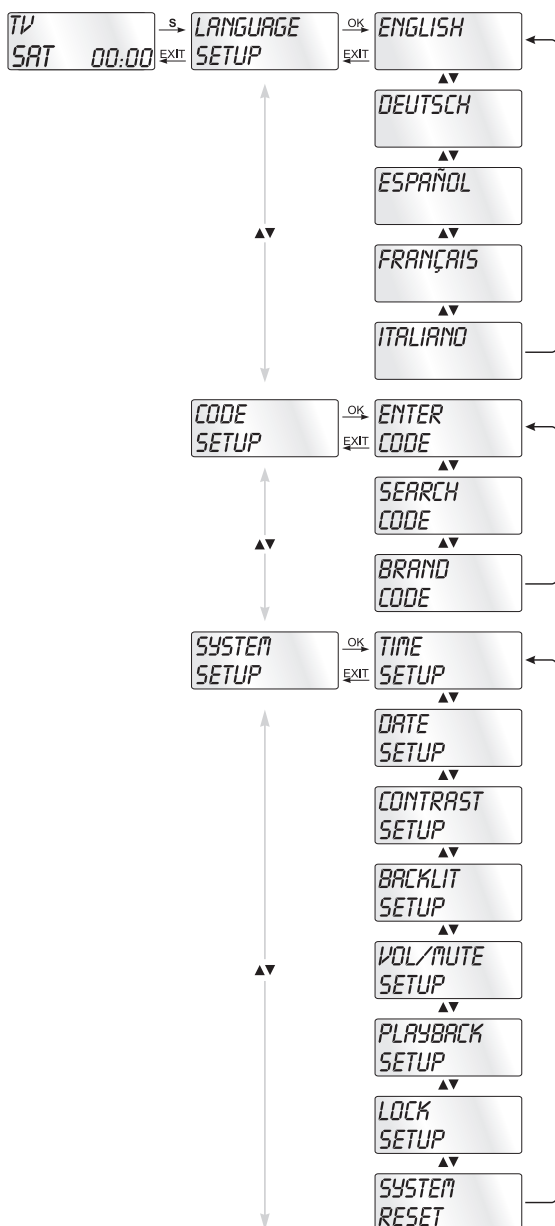 TV
SAT 00:00
S
EXIT
LANGUAGE
SETUP
OK
EXIT
ENGLISH
DEUTSCH
ESPAÑOL
FRANÇAIS
ITALIANO
CODE
SETUP
OK
EXIT
ENTER
CODE
SEARCH
CODE
BRAND
CODE
SYSTEM
SETUP
OK
EXIT
TIME
SETUP
DATE
SETUP
CONTRAST
SETUP
BACKLIT
SETUP
VOL/MUTE
SETUP
PLAYBACK
SETUP
LOCK
SETUP
SYSTEM
RESET